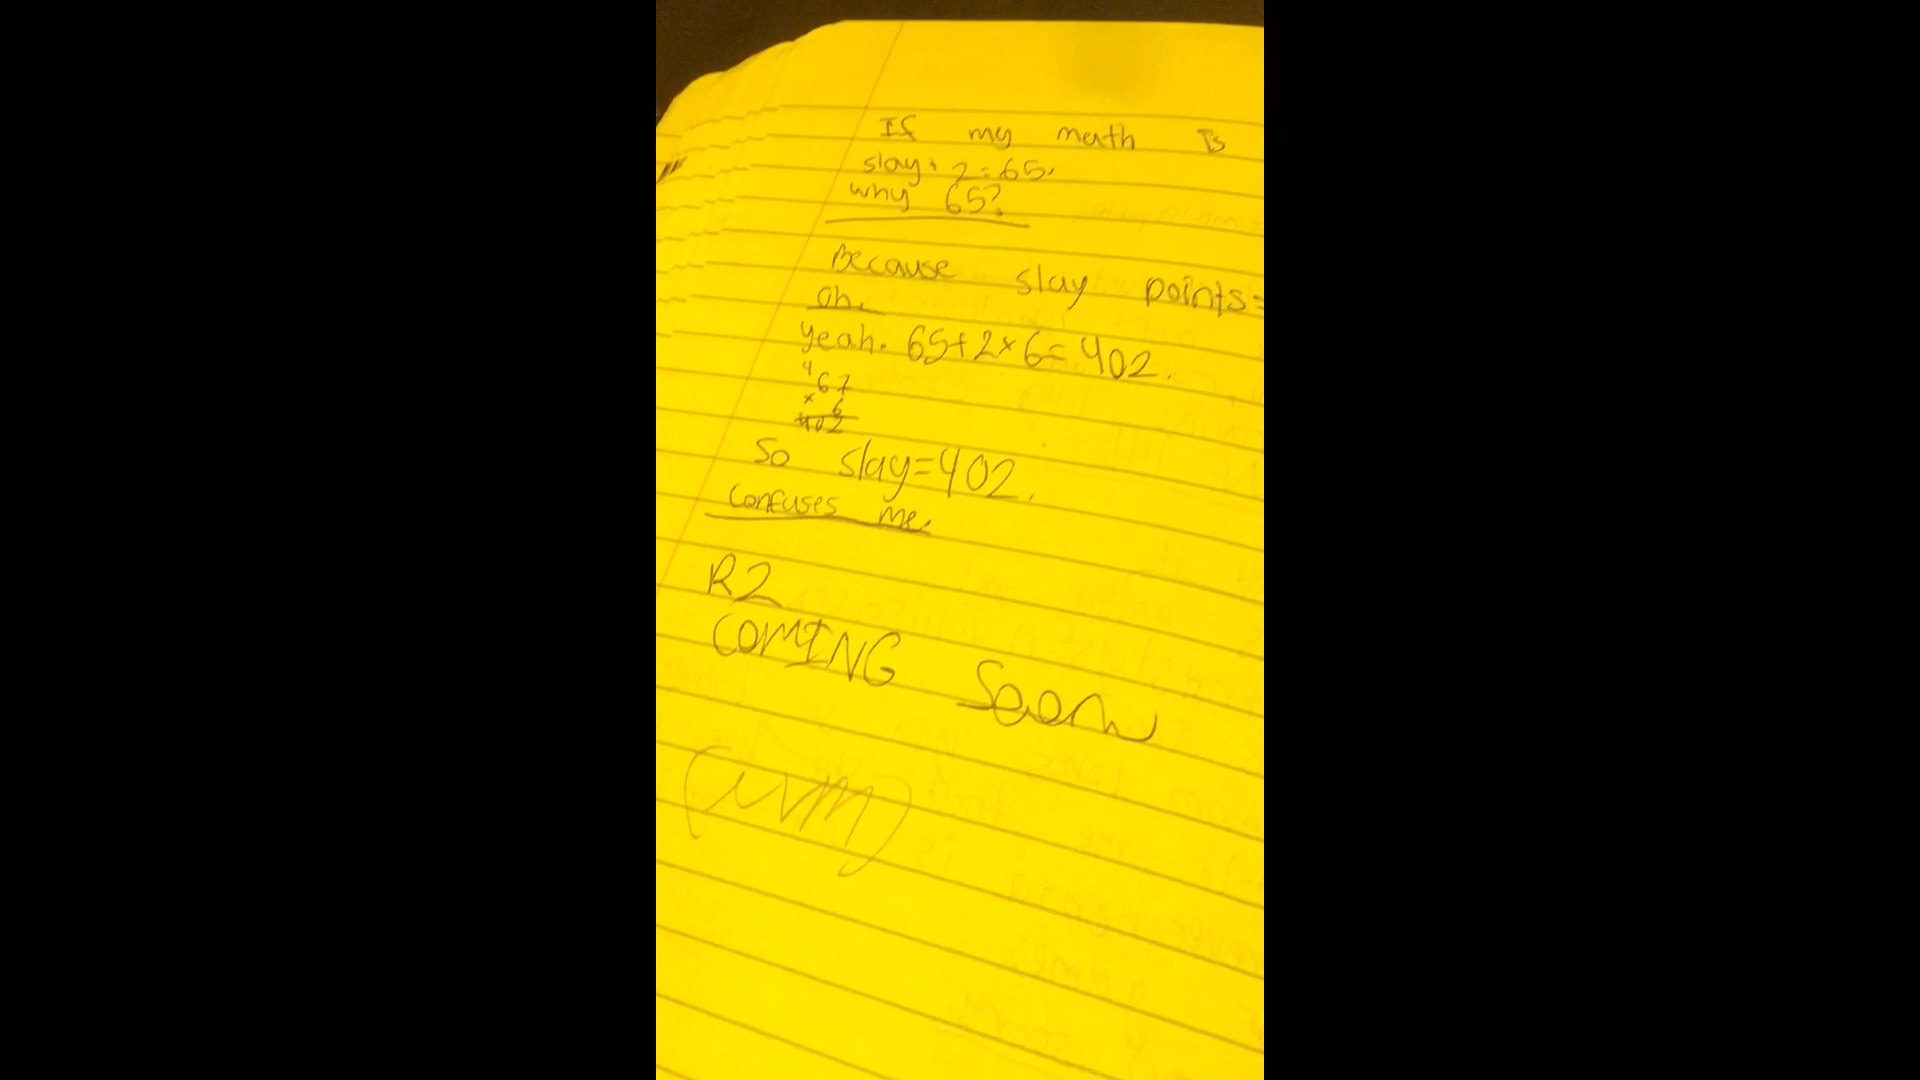 If my math is
slay, 2=65.
why 65?
Because slay points=
oh.
yeah. 65+2×6=402.
4
67
× 6
402
So slay=402.
confuses me.
R2
COMING Soon